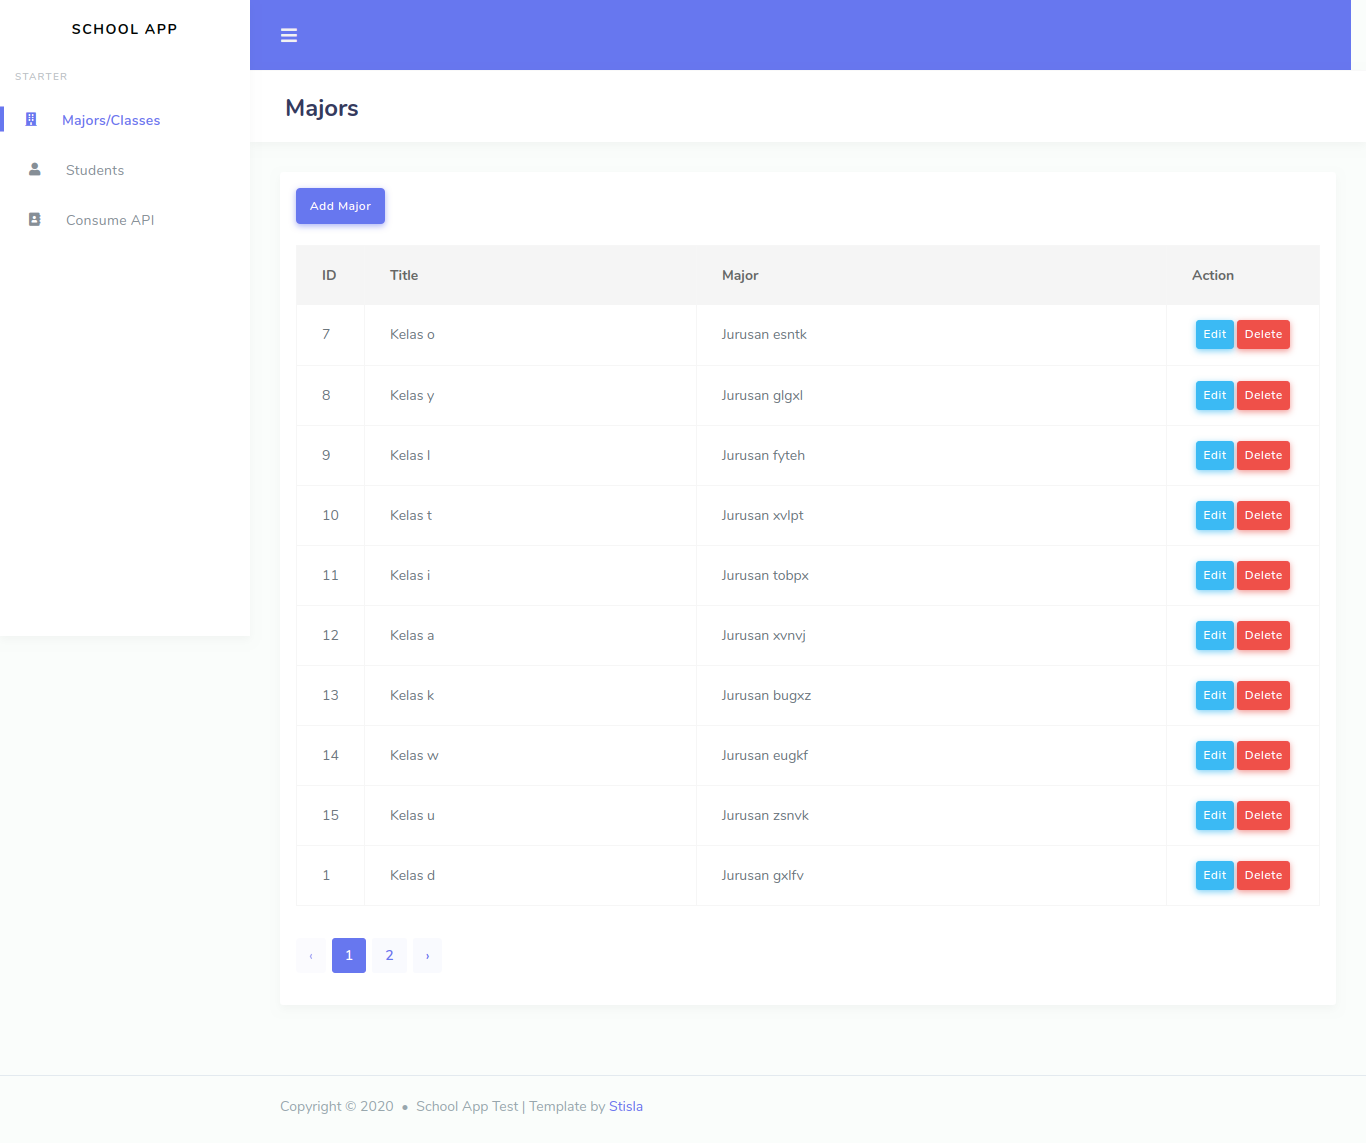 SCHOOL APP
STARTER
Majors/Classes
Students
Consume API
Majors
Add Major
ID Title Major Action
7 Kelas o Jurusan esntk Edit Delete
8 Kelas y Jurusan glgxl Edit Delete
9 Kelas l Jurusan fyteh Edit Delete
10 Kelas t Jurusan xvlpt Edit Delete
11 Kelas i Jurusan tobpx Edit Delete
12 Kelas a Jurusan xvnvj Edit Delete
13 Kelas k Jurusan bugxz Edit Delete
14 Kelas w Jurusan eugkf Edit Delete
15 Kelas u Jurusan zsnvk Edit Delete
1 Kelas d Jurusan gxlfv Edit Delete
‹ 1 2 ›
Copyright © 2020 • School App Test | Template by Stisla